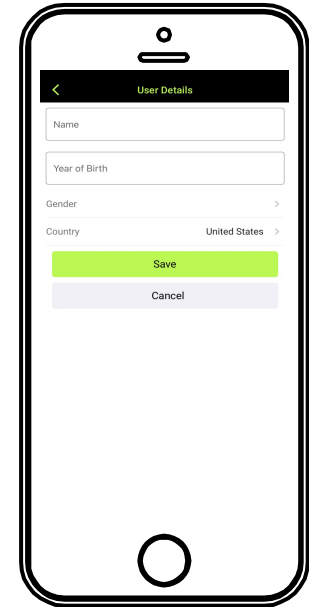 User Details
Name
Year of Birth
Gender
Country United States
Save
Cancel